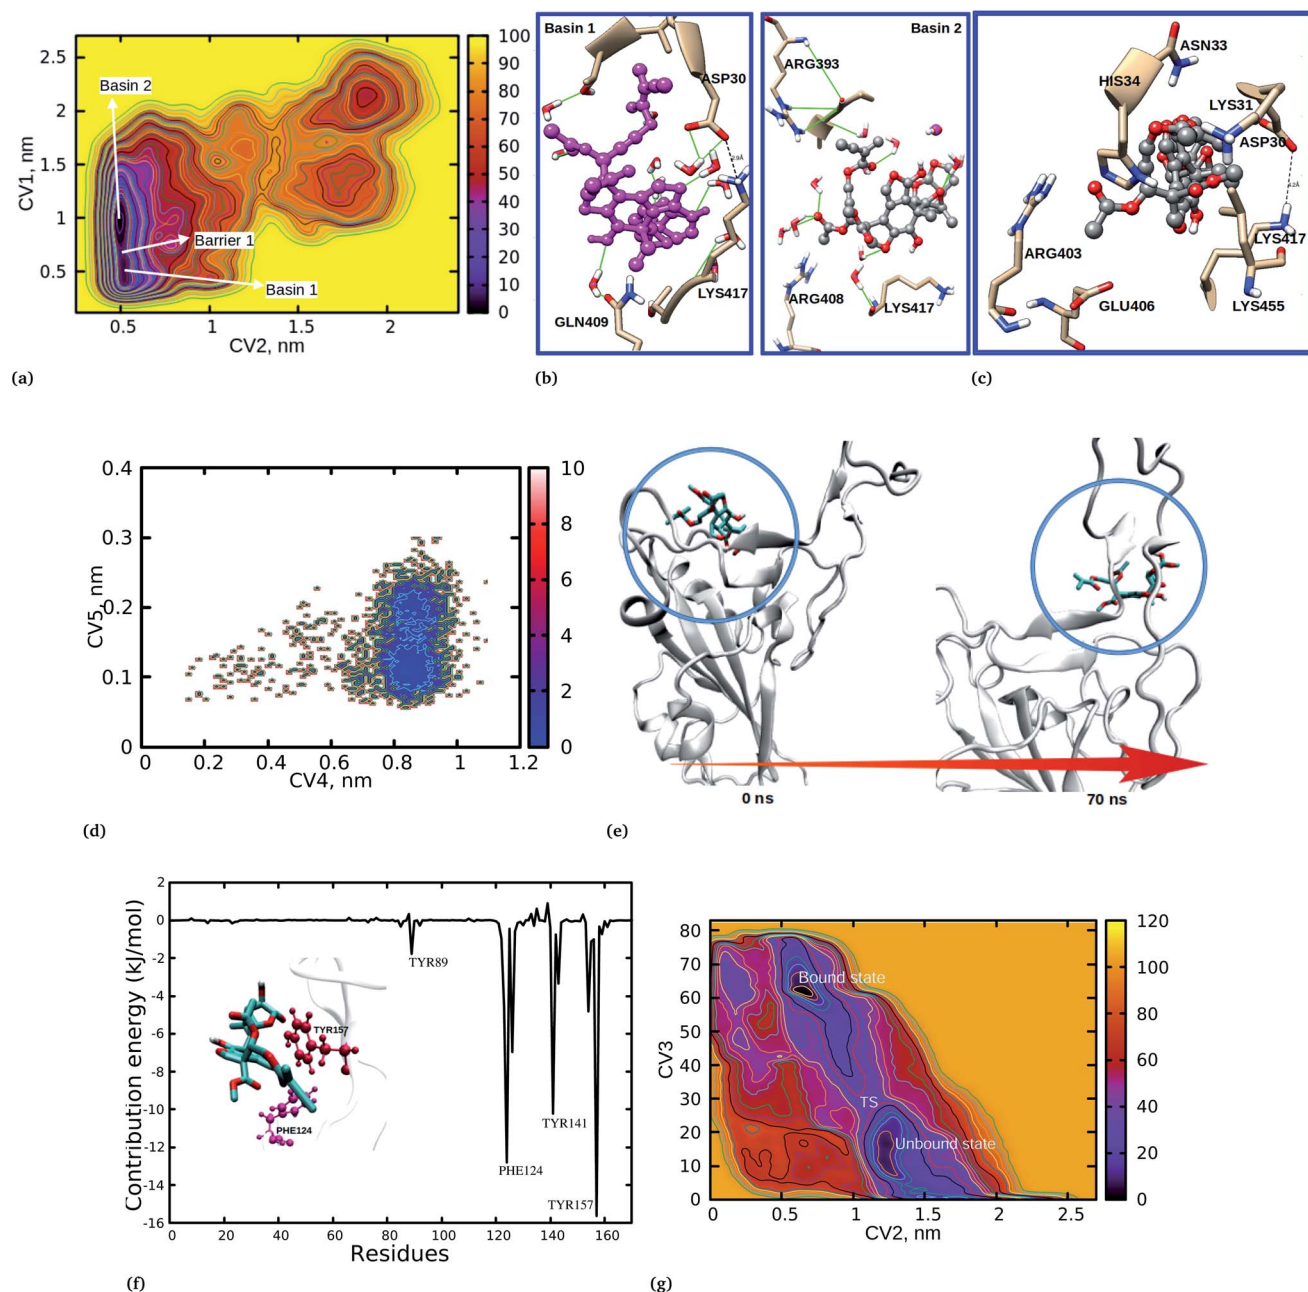 2.5
2
1.5
1
0.5
CV1, nm
0.5
1
1.5
2
CV2, nm
Basin 2
Barrier 1
Basin 1
100
90
80
70
60
50
40
30
20
10
0
(a)
Basin 1
ASP30
LYS417
GLN409
Basin 2
ARG393
ARG408
LYS417
(b)
ASN33
HIS34
LYS31
ASP30
ARG403
LYS417
GLU406
LYS455
(c)
0.4
0.3
0.2
0.1
0
CV5, nm
0
0.2
0.4
0.6
0.8
1
1.2
CV4, nm
10
8
6
4
2
0
(d)
0 ns
70 ns
(e)
2
0
-2
-4
-6
-8
-10
-12
-14
-16
Contribution energy (kJ/mol)
0
20
40
60
80
100
120
140
160
Residues
TYR89
TYR157
PHE124
TYR141
PHE124
TYR157
(f)
80
70
60
50
40
30
20
10
0
CV3
0
0.5
1
1.5
2
2.5
CV2, nm
Bound state
TS
Unbound state
120
100
80
60
40
20
0
(g)